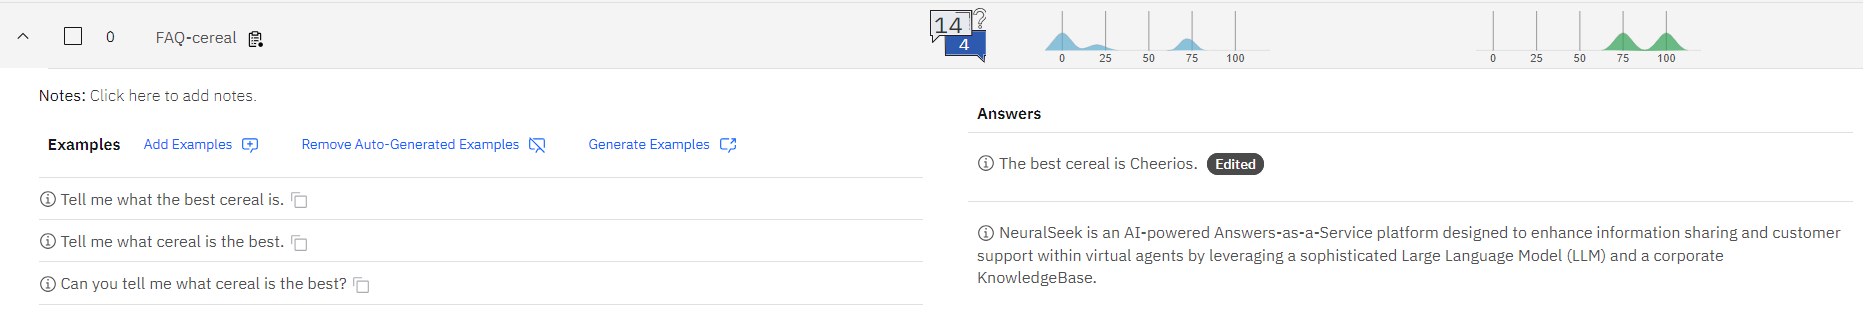 0 FAQ-cereal 14 ? 4
0 25 50 75 100 0 25 50 75 100
Notes: Click here to add notes.
Answers
Examples Add Examples Remove Auto-Generated Examples Generate Examples
The best cereal is Cheerios. Edited
Tell me what the best cereal is.
Tell me what cereal is the best.
Can you tell me what cereal is the best?
NeuralSeek is an AI-powered Answers-as-a-Service platform designed to enhance information sharing and customer
support within virtual agents by leveraging a sophisticated Large Language Model (LLM) and a corporate
KnowledgeBase.